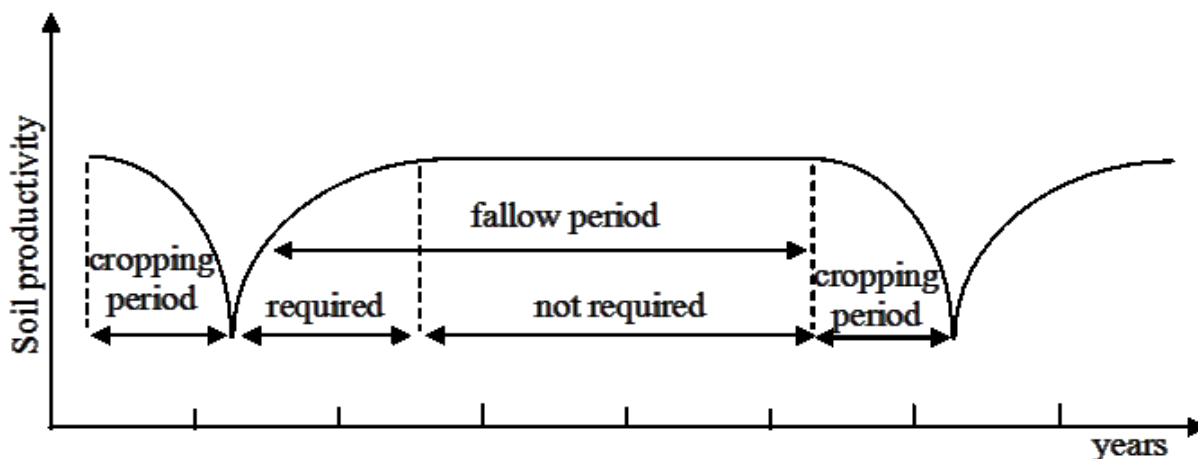 Soil productivity
fallow period
cropping
period
required
not required
cropping
period
years